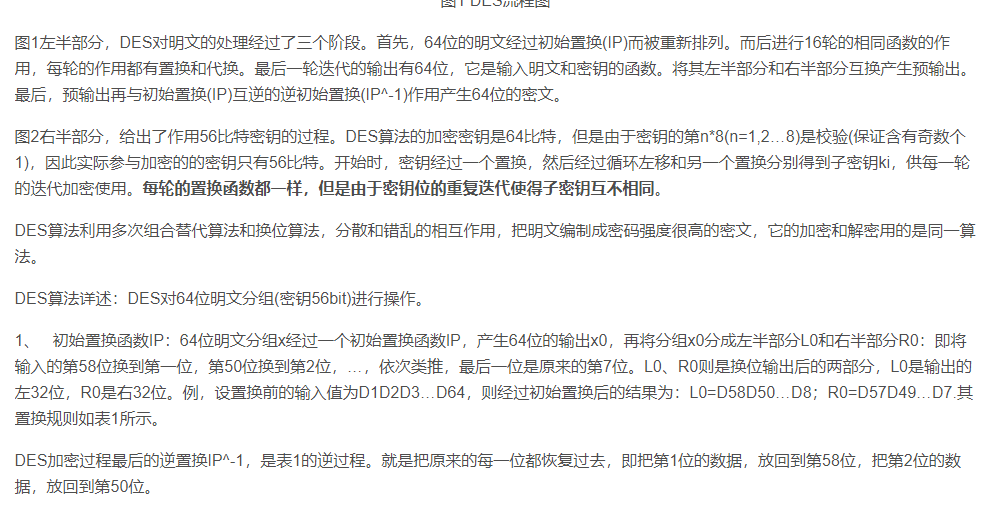 图1 DES流程图
图1左半部分，DES对明文的处理经过了三个阶段。首先，64位的明文经过初始置换(IP)而被重新排列。而后进行16轮的相同函数的作
用，每轮的作用都有置换和代换。最后一轮迭代的输出有64位，它是输入明文和密钥的函数。将其左半部分和右半部分互换产生预输出。
最后，预输出再与初始置换(IP)互逆的逆初始置换(IP^-1)作用产生64位的密文。
图2右半部分，给出了作用56比特密钥的过程。DES算法的加密密钥是64比特，但是由于密钥的第n*8(n=1,2…8)是校验(保证含有奇数个
1)，因此实际参与加密的的密钥只有56比特。开始时，密钥经过一个置换，然后经过循环左移和另一个置换分别得到子密钥ki，供每一轮
的迭代加密使用。每轮的置换函数都一样，但是由于密钥位的重复迭代使得子密钥互不相同。
DES算法利用多次组合替代算法和换位算法，分散和错乱的相互作用，把明文编制成密码强度很高的密文，它的加密和解密用的是同一算
法。
DES算法详述：DES对64位明文分组(密钥56bit)进行操作。
1、 初始置换函数IP：64位明文分组x经过一个初始置换函数IP，产生64位的输出x0，再将分组x0分成左半部分L0和右半部分R0：即将
输入的第58位换到第一位，第50位换到第2位，…，依次类推，最后一位是原来的第7位。L0、R0则是换位输出后的两部分，L0是输出的
左32位，R0是右32位。例，设置换前的输入值为D1D2D3…D64，则经过初始置换后的结果为：L0=D58D50…D8；R0=D57D49…D7.其
置换规则如表1所示。
DES加密过程最后的逆置换IP^-1，是表1的逆过程。就是把原来的每一位都恢复过去，即把第1位的数据，放回到第58位，把第2位的数
据，放回到第50位。